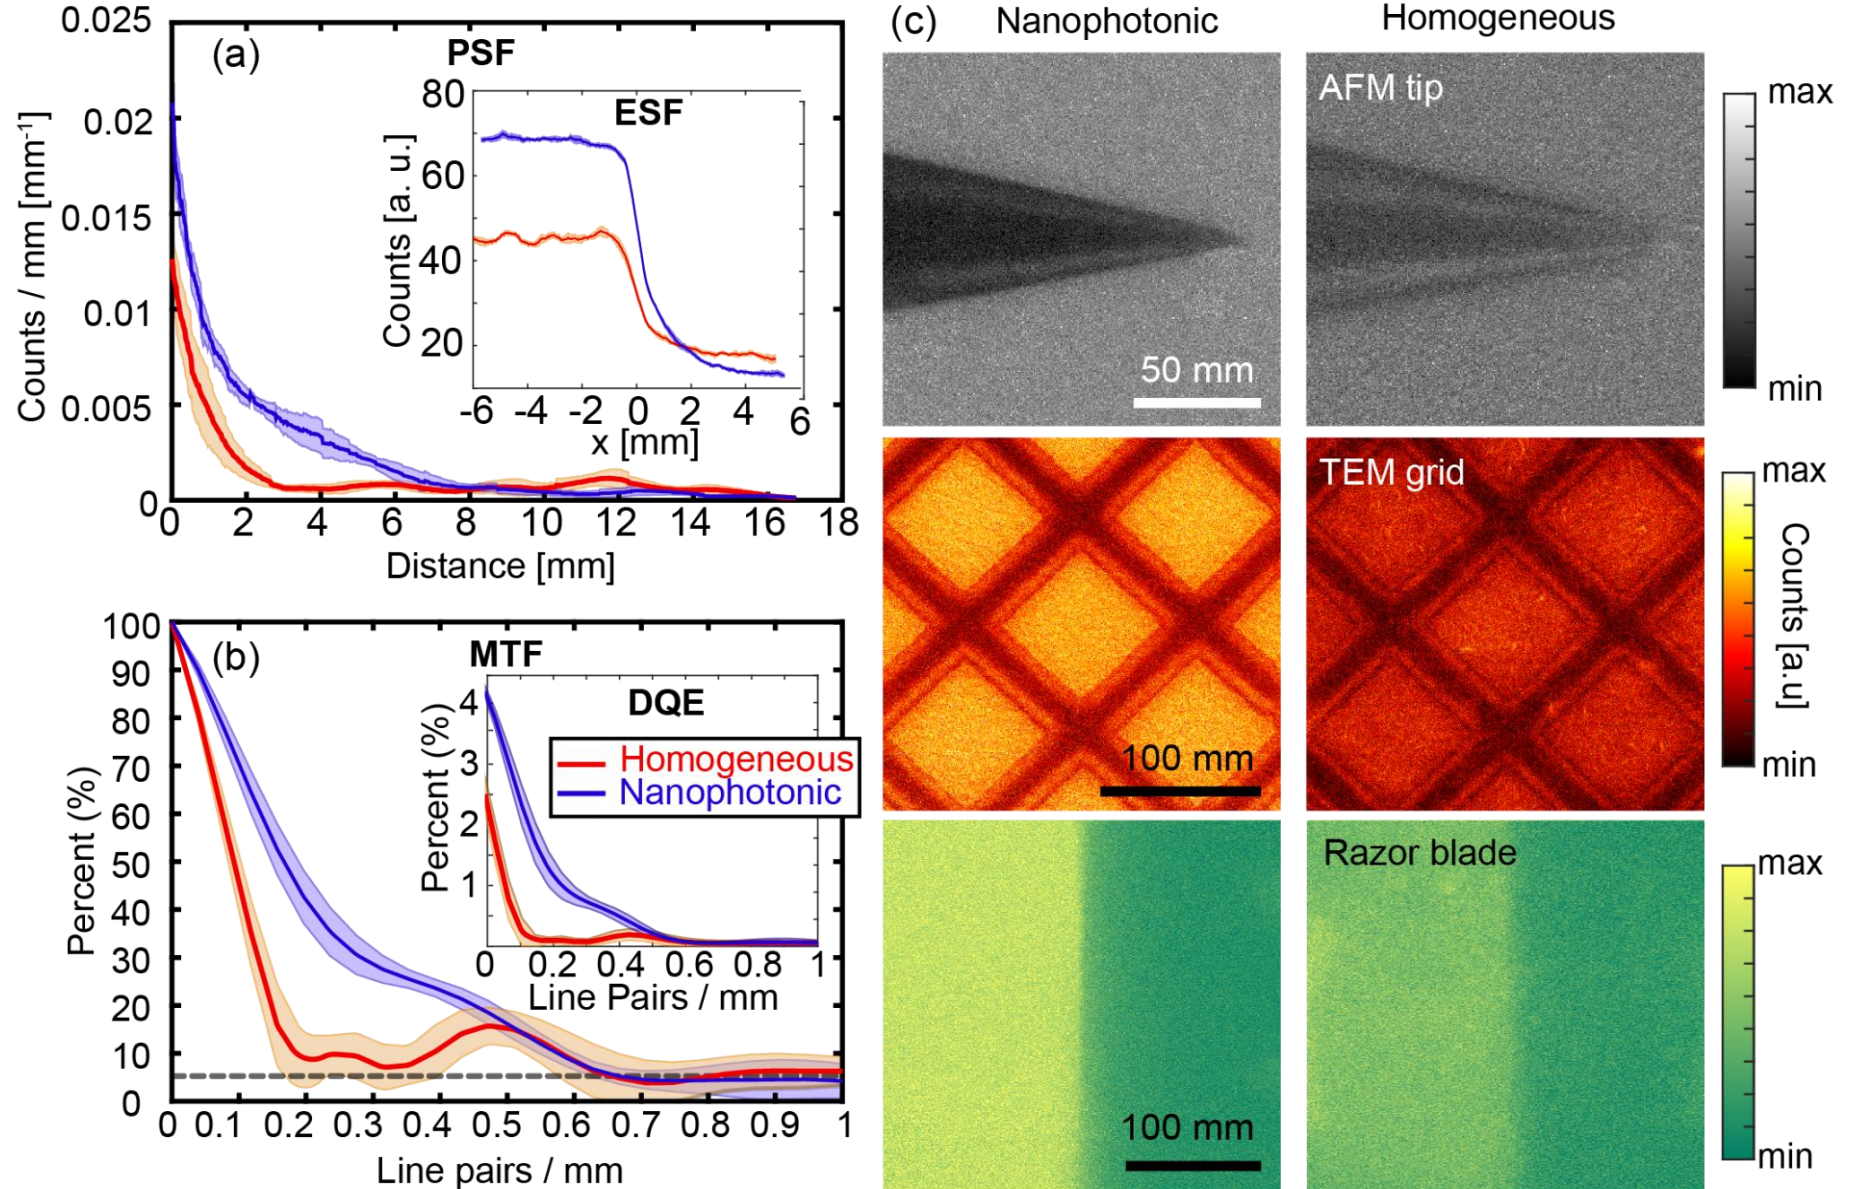 (a)
PSF
0.025
0.02
0.015
0.01
0.005
0
Counts / mm [mm⁻¹]
0 2 4 6 8 10 12 14 16 18
Distance [mm]
ESF
80
60
40
20
Counts [a. u.]
-6 -4 -2 0 2 4 6
x [mm]
(b)
MTF
100
90
80
70
60
50
40
30
20
10
0
Percent (%)
0 0.1 0.2 0.3 0.4 0.5 0.6 0.7 0.8 0.9 1
Line pairs / mm
DQE
4
3
2
1
Percent (%)
Homogeneous
Nanophotonic
0 0.2 0.4 0.6 0.8 1
Line Pairs / mm
(c)
Nanophotonic
Homogeneous
AFM tip
50 mm
max
min
TEM grid
100 mm
max
Counts [a.u]
min
Razor blade
100 mm
max
min